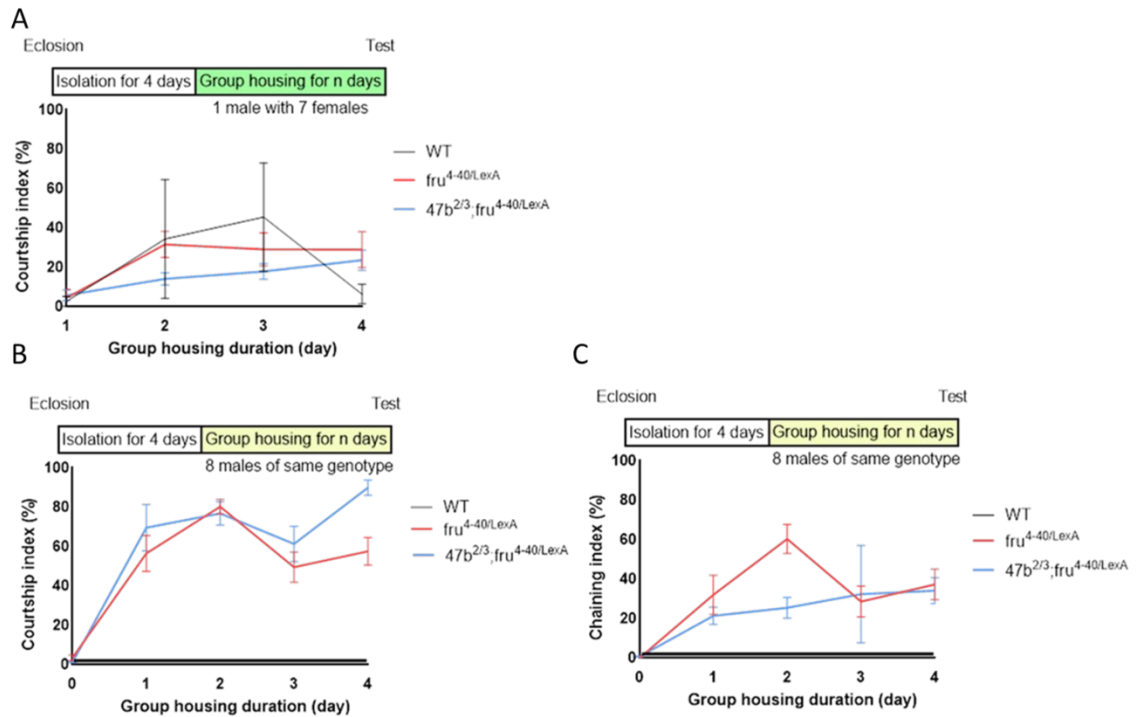 A
Eclosion Test
Isolation for 4 days Group housing for n days
1 male with 7 females
Courtship index (%)
100
80
60
40
20
0
1 2 3 4
Group housing duration (day)
WT
fru4-40/LexA
47b2/3;fru4-40/LexA
B
Eclosion Test
Isolation for 4 days Group housing for n days
8 males of same genotype
Courtship index (%)
100
80
60
40
20
0
0 1 2 3 4
Group housing duration (day)
WT
fru4-40/LexA
47b2/3;fru4-40/LexA
C
Eclosion Test
Isolation for 4 days Group housing for n days
8 males of same genotype
Chaining index (%)
100
80
60
40
20
0
0 1 2 3 4
Group housing duration (day)
WT
fru4-40/LexA
47b2/3;fru4-40/LexA